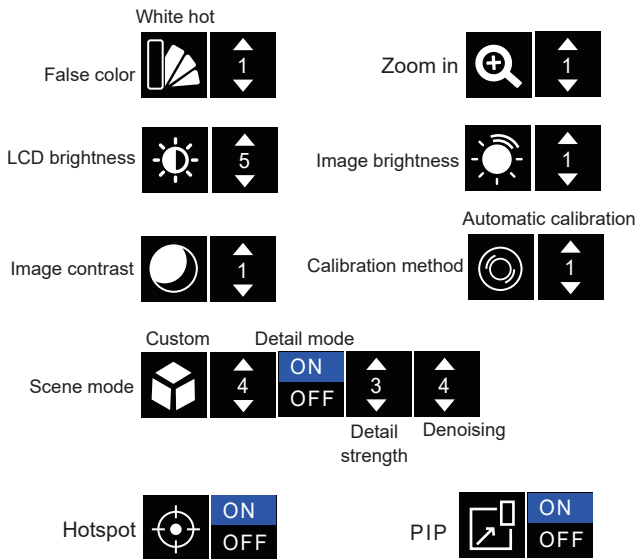 White hot
False color
1
Zoom in
1
LCD brightness
5
Image brightness
1
Automatic calibration
Image contrast
1
Calibration method
1
Custom
Detail mode
Scene mode
4
ON
OFF
3
4
Detail
strength
Denoising
Hotspot
ON
OFF
PIP
ON
OFF